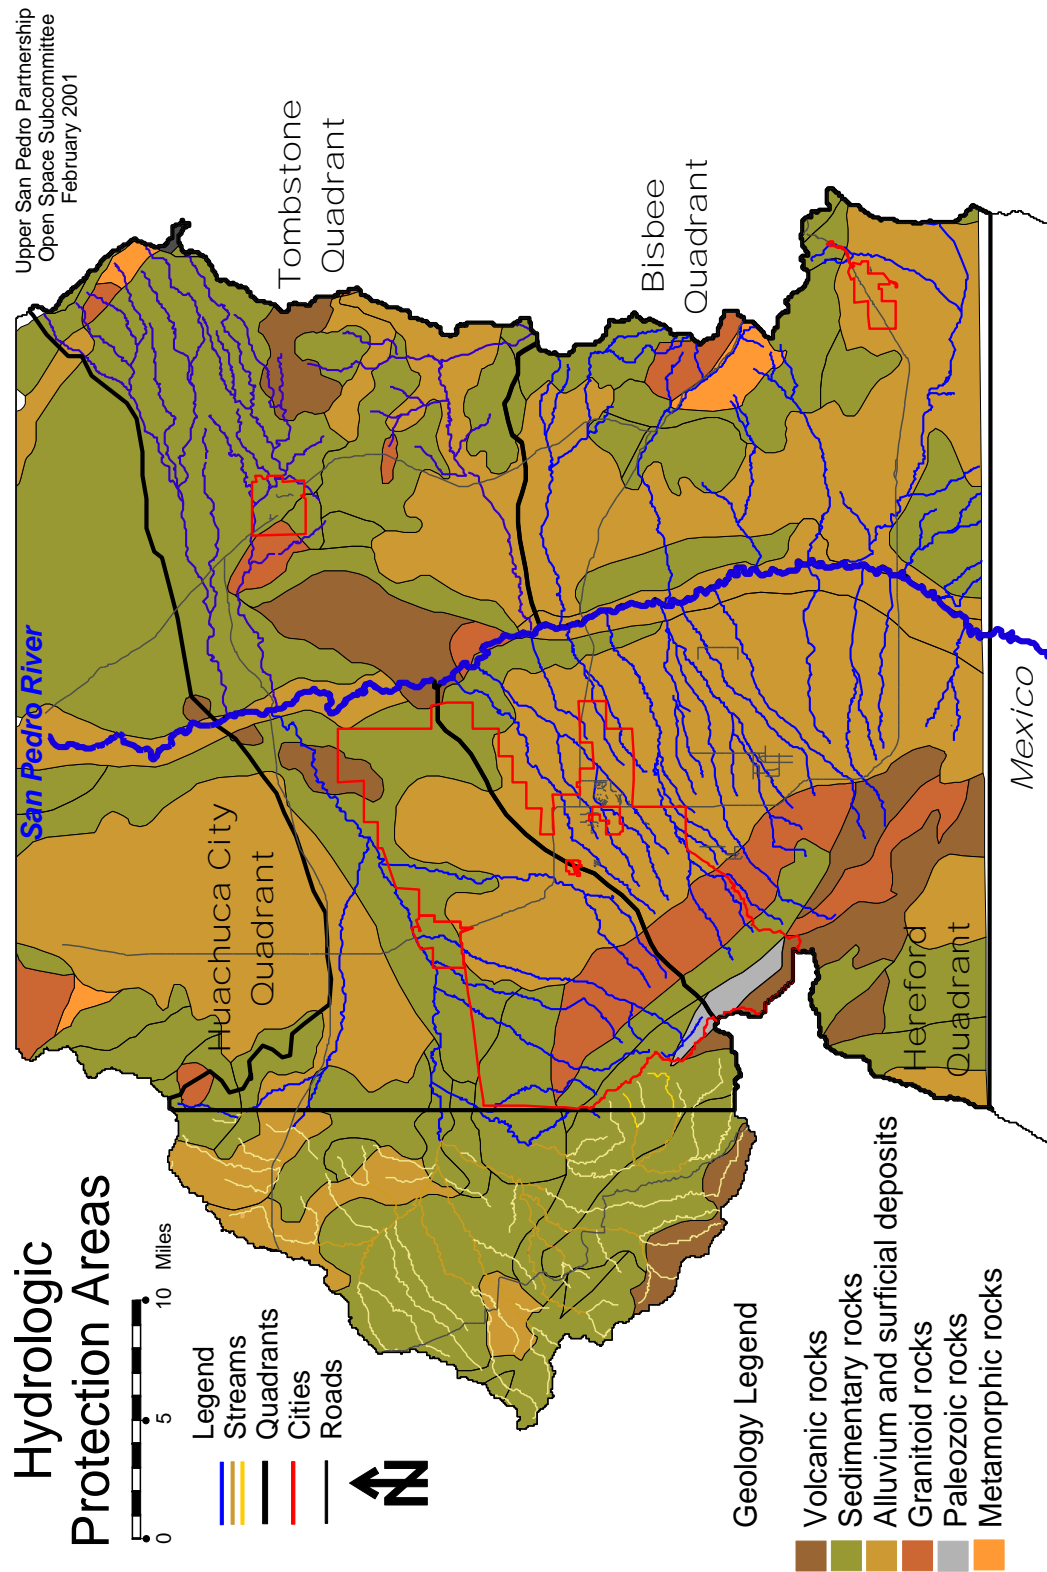 Hydrologic
Protection Areas
0 5 10 Miles
Legend
Streams
Quadrants
Cities
Roads
N
Geology Legend
Volcanic rocks
Sedimentary rocks
Alluvium and surficial deposits
Granitoid rocks
Paleozoic rocks
Metamorphic rocks
San Pedro River
Huachuca City
Quadrant
Hereford
Quadrant
Mexico
Tombstone
Quadrant
Bisbee
Quadrant
Upper San Pedro Partnership
Open Space Subcommittee
February 2001